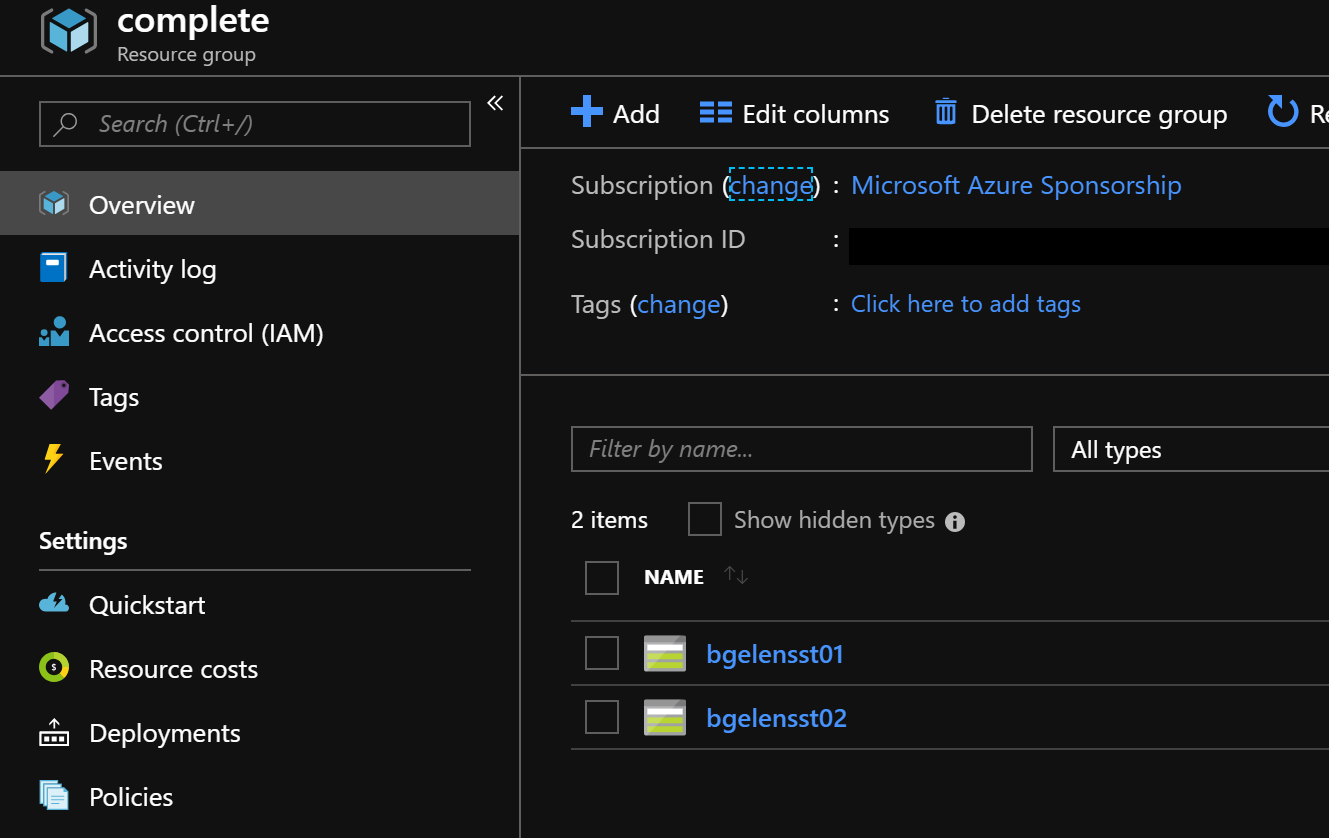 complete
Resource group
Search (Ctrl+/)
«
Overview
Activity log
Access control (IAM)
Tags
Events
Settings
Quickstart
Resource costs
Deployments
Policies
Add
Edit columns
Delete resource group
Re
Subscription (change) : Microsoft Azure Sponsorship
Subscription ID :
Tags (change) : Click here to add tags
Filter by name...
All types
2 items
Show hidden types
NAME
bgelensst01
bgelensst02